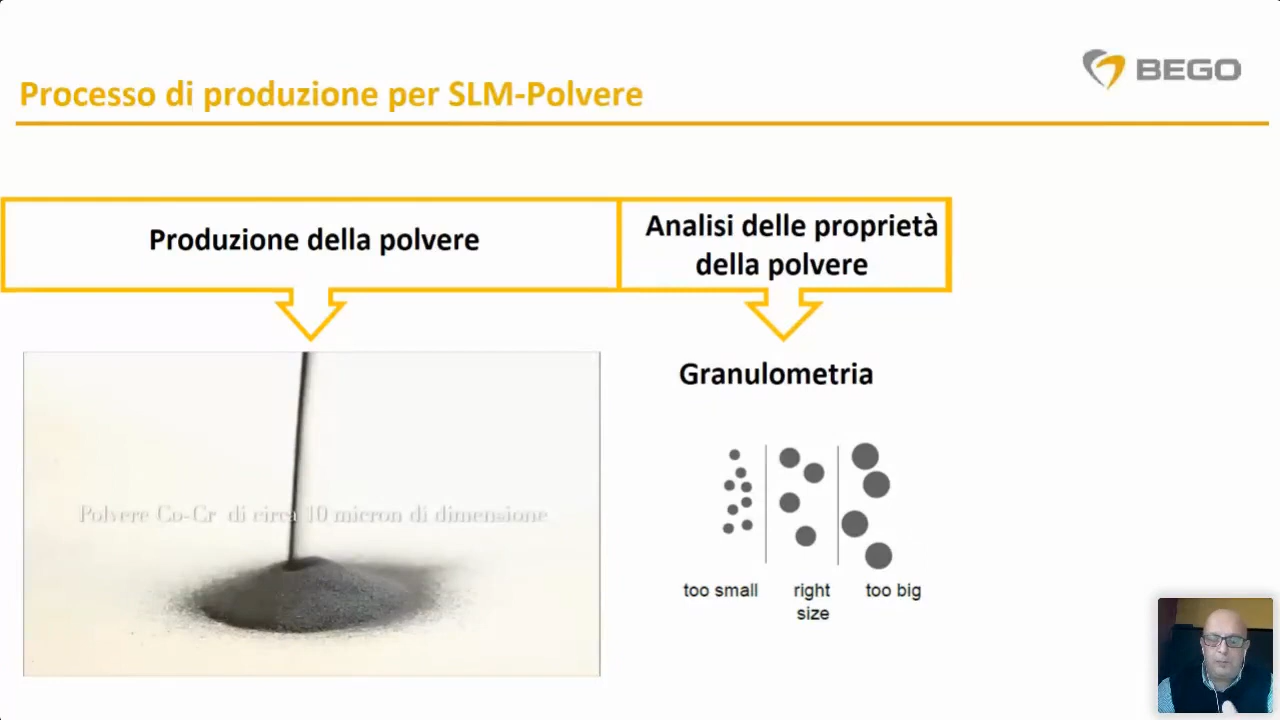 Processo di produzione per SLM-Polvere
BEGO
Produzione della polvere
Analisi delle proprietà
della polvere
Granulometria
Polvere Co-Cr di circa 10 micron di dimensione
too small
right
size
too big